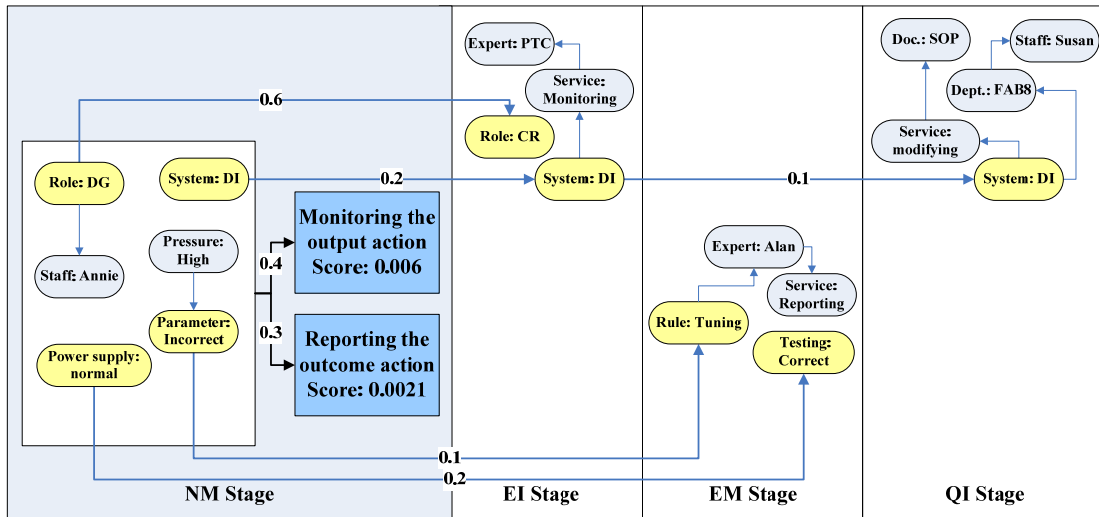 Expert: PTC
Service:
Monitoring
Role: CR
System: DI
0.6
Role: DG
System: DI
0.2
Staff: Annie
Pressure:
High
Parameter:
Incorrect
Power supply:
normal
0.4
0.3
Monitoring the
output action
Score: 0.006
Reporting the
outcome action
Score: 0.0021
0.1
Doc.: SOP
Staff: Susan
Dept.: FAB8
Service:
modifying
System: DI
Expert: Alan
Service:
Reporting
Rule: Tuning
Testing:
Correct
0.1
0.2
NM Stage
EI Stage
EM Stage
QI Stage